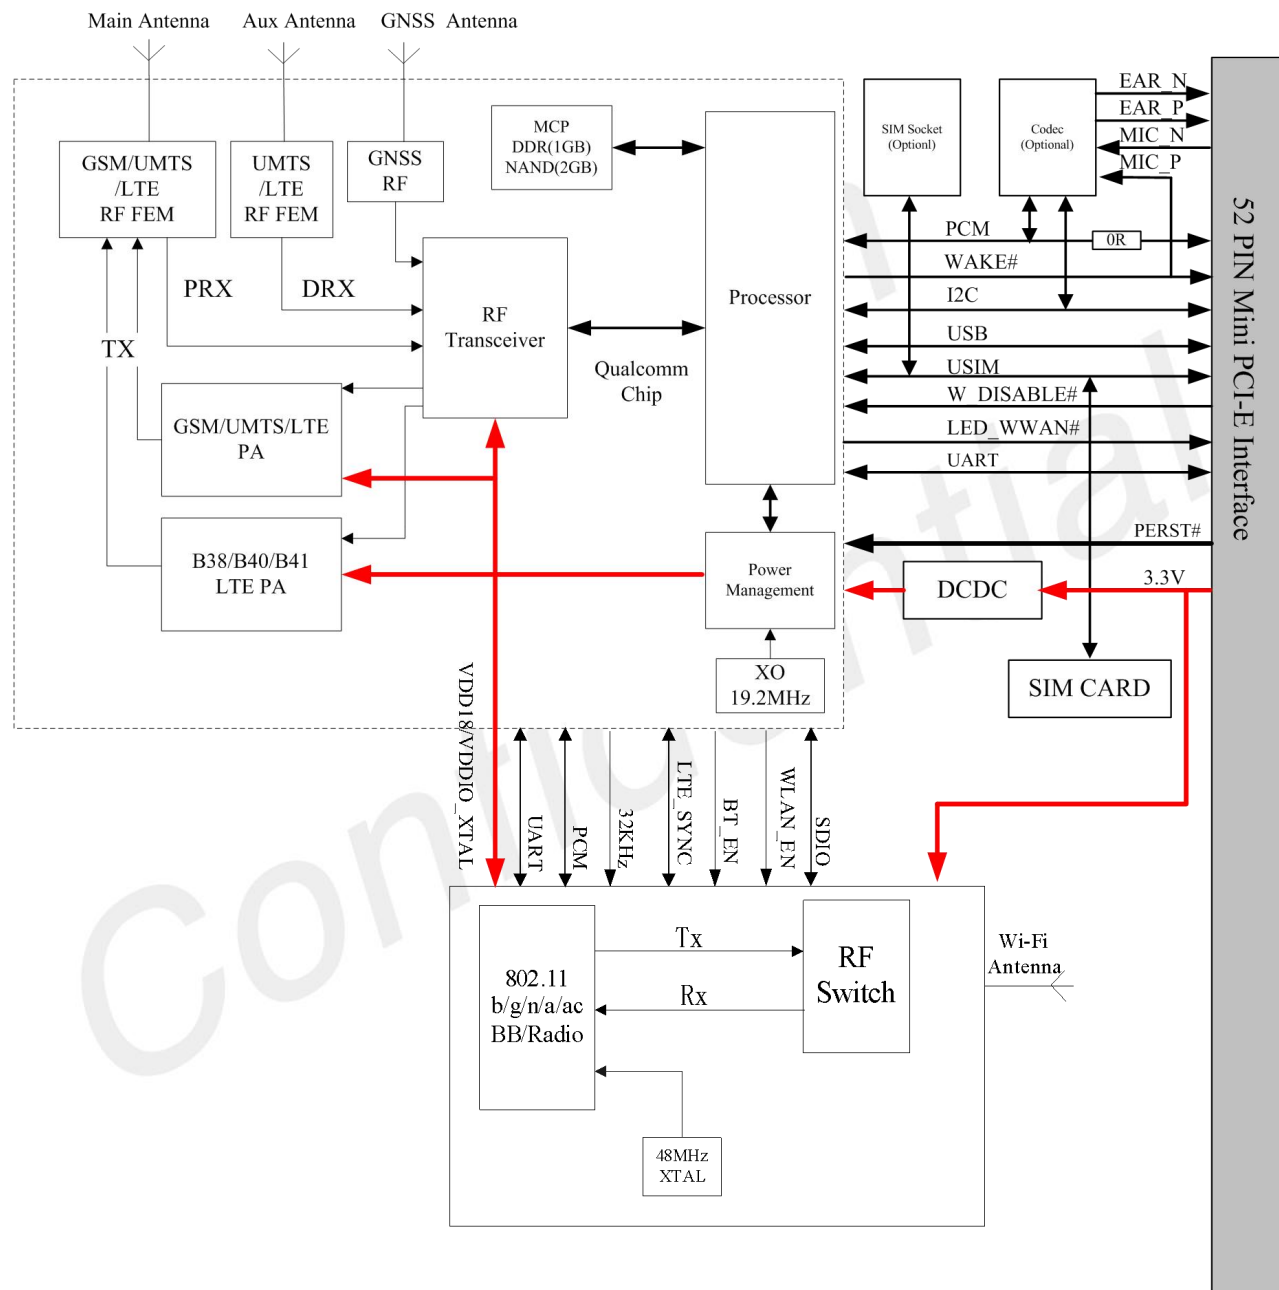 Main Antenna
Aux Antenna
GNSS Antenna
GSM/UMTS
/LTE
RF FEM
UMTS
/LTE
RF FEM
GNSS
RF
MCP
DDR(1GB)
NAND(2GB)
Processor
SIM Socket
(Optionl)
Codec
(Optional)
EAR_N
EAR_P
MIC_N
MIC_P
PCM
0R
WAKE#
I2C
USB
USIM
W_DISABLE#
LED_WWAN#
UART
PERST#
3.3V
52 PIN Mini PCI-E Interface
PRX
DRX
TX
RF
Transceiver
Qualcomm
Chip
GSM/UMTS/LTE
PA
B38/B40/B41
LTE PA
Power
Management
DCDC
XO
19.2MHz
SIM CARD
VDD18/VDDIO_XTAL
UART
PCM
32KHz
LTE_SYNC
BT_EN
WLAN_EN
SDIO
802.11
b/g/n/a/ac
BB/Radio
Tx
Rx
RF
Switch
Wi-Fi
Antenna
48MHz
XTAL
Confidential